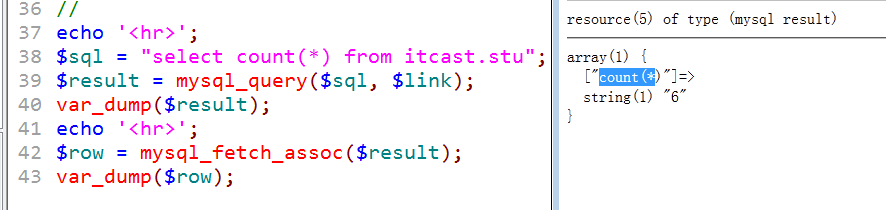 36 //
37 echo '<hr>';
38 $sql = "select count(*) from itcast.stu";
39 $result = mysql_query($sql, $link);
40 var_dump($result);
41 echo '<hr>';
42 $row = mysql_fetch_assoc($result);
43 var_dump($row);
resource(5) of type (mysql result)
array(1) {
  ["count(*)"]=>
  string(1) "6"
}